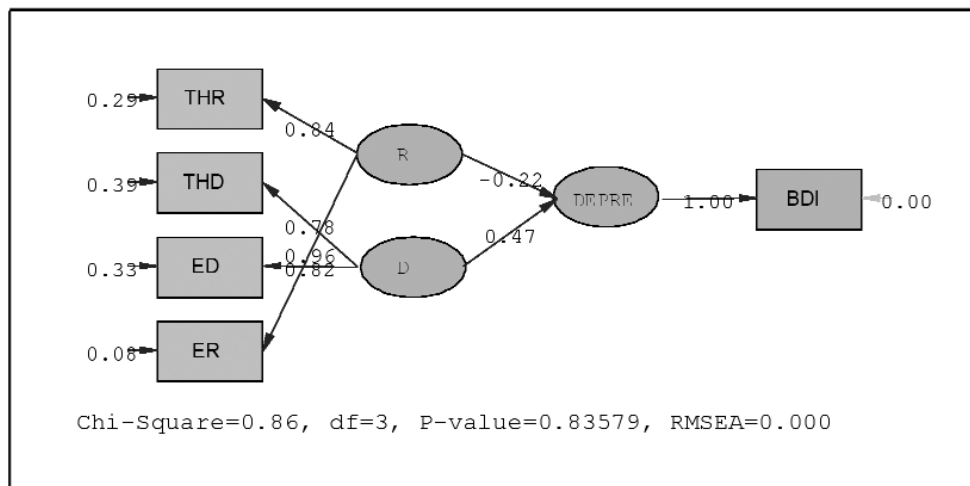 0.29 THR
0.84
R
0.39 THD
-0.22
DEPRE 1.00 BDI 0.00
0.78
0.47
0.96
0.33 ED D
0.82
0.08 ER
Chi-Square=0.86, df=3, P-value=0.83579, RMSEA=0.000